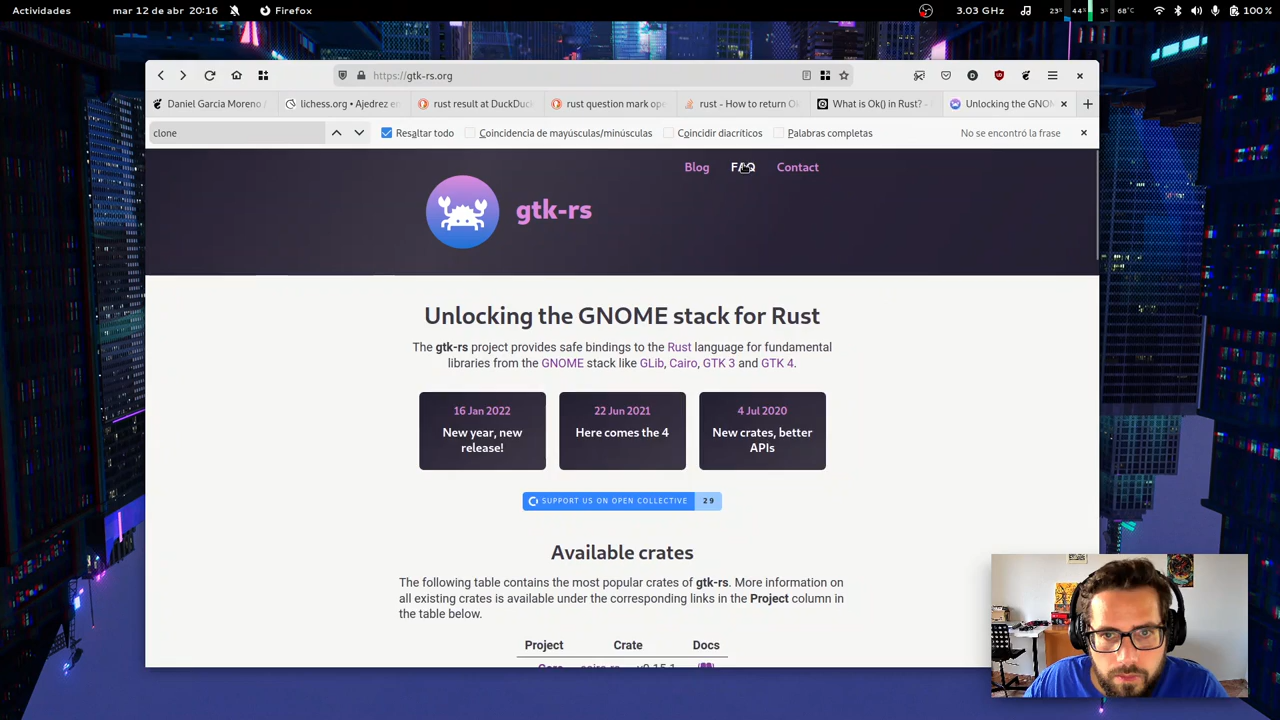 Actividades
mar 12 de abr 20:16
Firefox
3.03 GHz
23%
44%
3%
68°C
100 %
https://gtk-rs.org
Daniel Garcia Moreno /
lichess.org • Ajedrez en
rust result at DuckDuc
rust question mark ope
rust - How to return O
What is Ok() in Rust? -
Unlocking the GNOM
clone
Resaltar todo
Coincidencia de mayúsculas/minúsculas
Coincidir diacríticos
Palabras completas
No se encontró la frase
Blog
FAQ
Contact
gtk-rs
Unlocking the GNOME stack for Rust
The gtk-rs project provides safe bindings to the Rust language for fundamental
libraries from the GNOME stack like GLib, Cairo, GTK 3 and GTK 4.
16 Jan 2022
New year, new
release!
22 Jun 2021
Here comes the 4
4 Jul 2020
New crates, better
APIs
SUPPORT US ON OPEN COLLECTIVE 29
Available crates
The following table contains the most popular crates of gtk-rs. More information on
all existing crates is available under the corresponding links in the Project column in
the table below.
Project
Crate
Docs